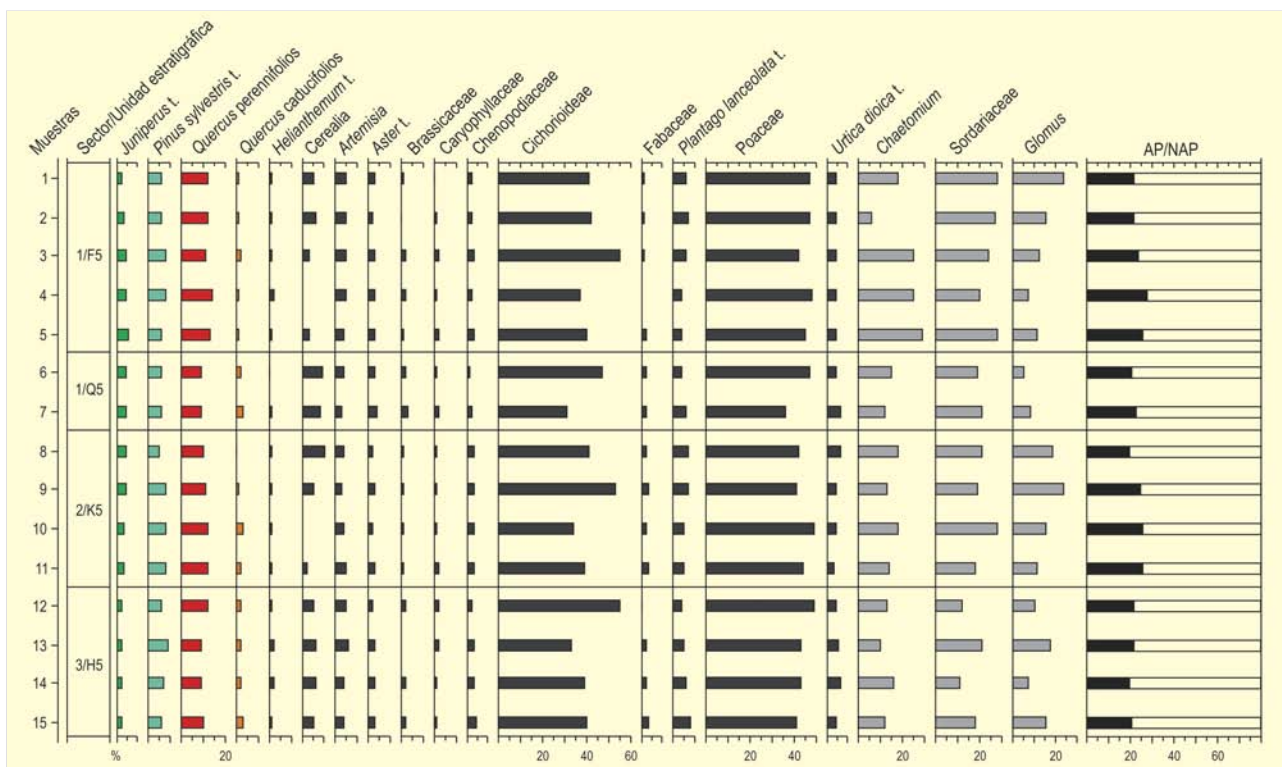 Muestras
Sector/Unidad estratigráfica
Juniperus t.
Pinus sylvestris t.
Quercus perennifolios
Quercus caducifolios
Helianthemum t.
Cerealia
Artemisia
Aster t.
Brassicaceae
Caryophyllaceae
Chenopodiaceae
Cichorioideae
Fabaceae
Plantago lanceolata t.
Poaceae
Urtica dioica t.
Chaetomium
Sordariaceae
Glomus
AP/NAP
1
2
3
1/F5
4
5
6
1/Q5
7
8
9
2/K5
10
11
12
13
3/H5
14
15
% 20 20 40 60 20 40 20 20 20 20 40 60